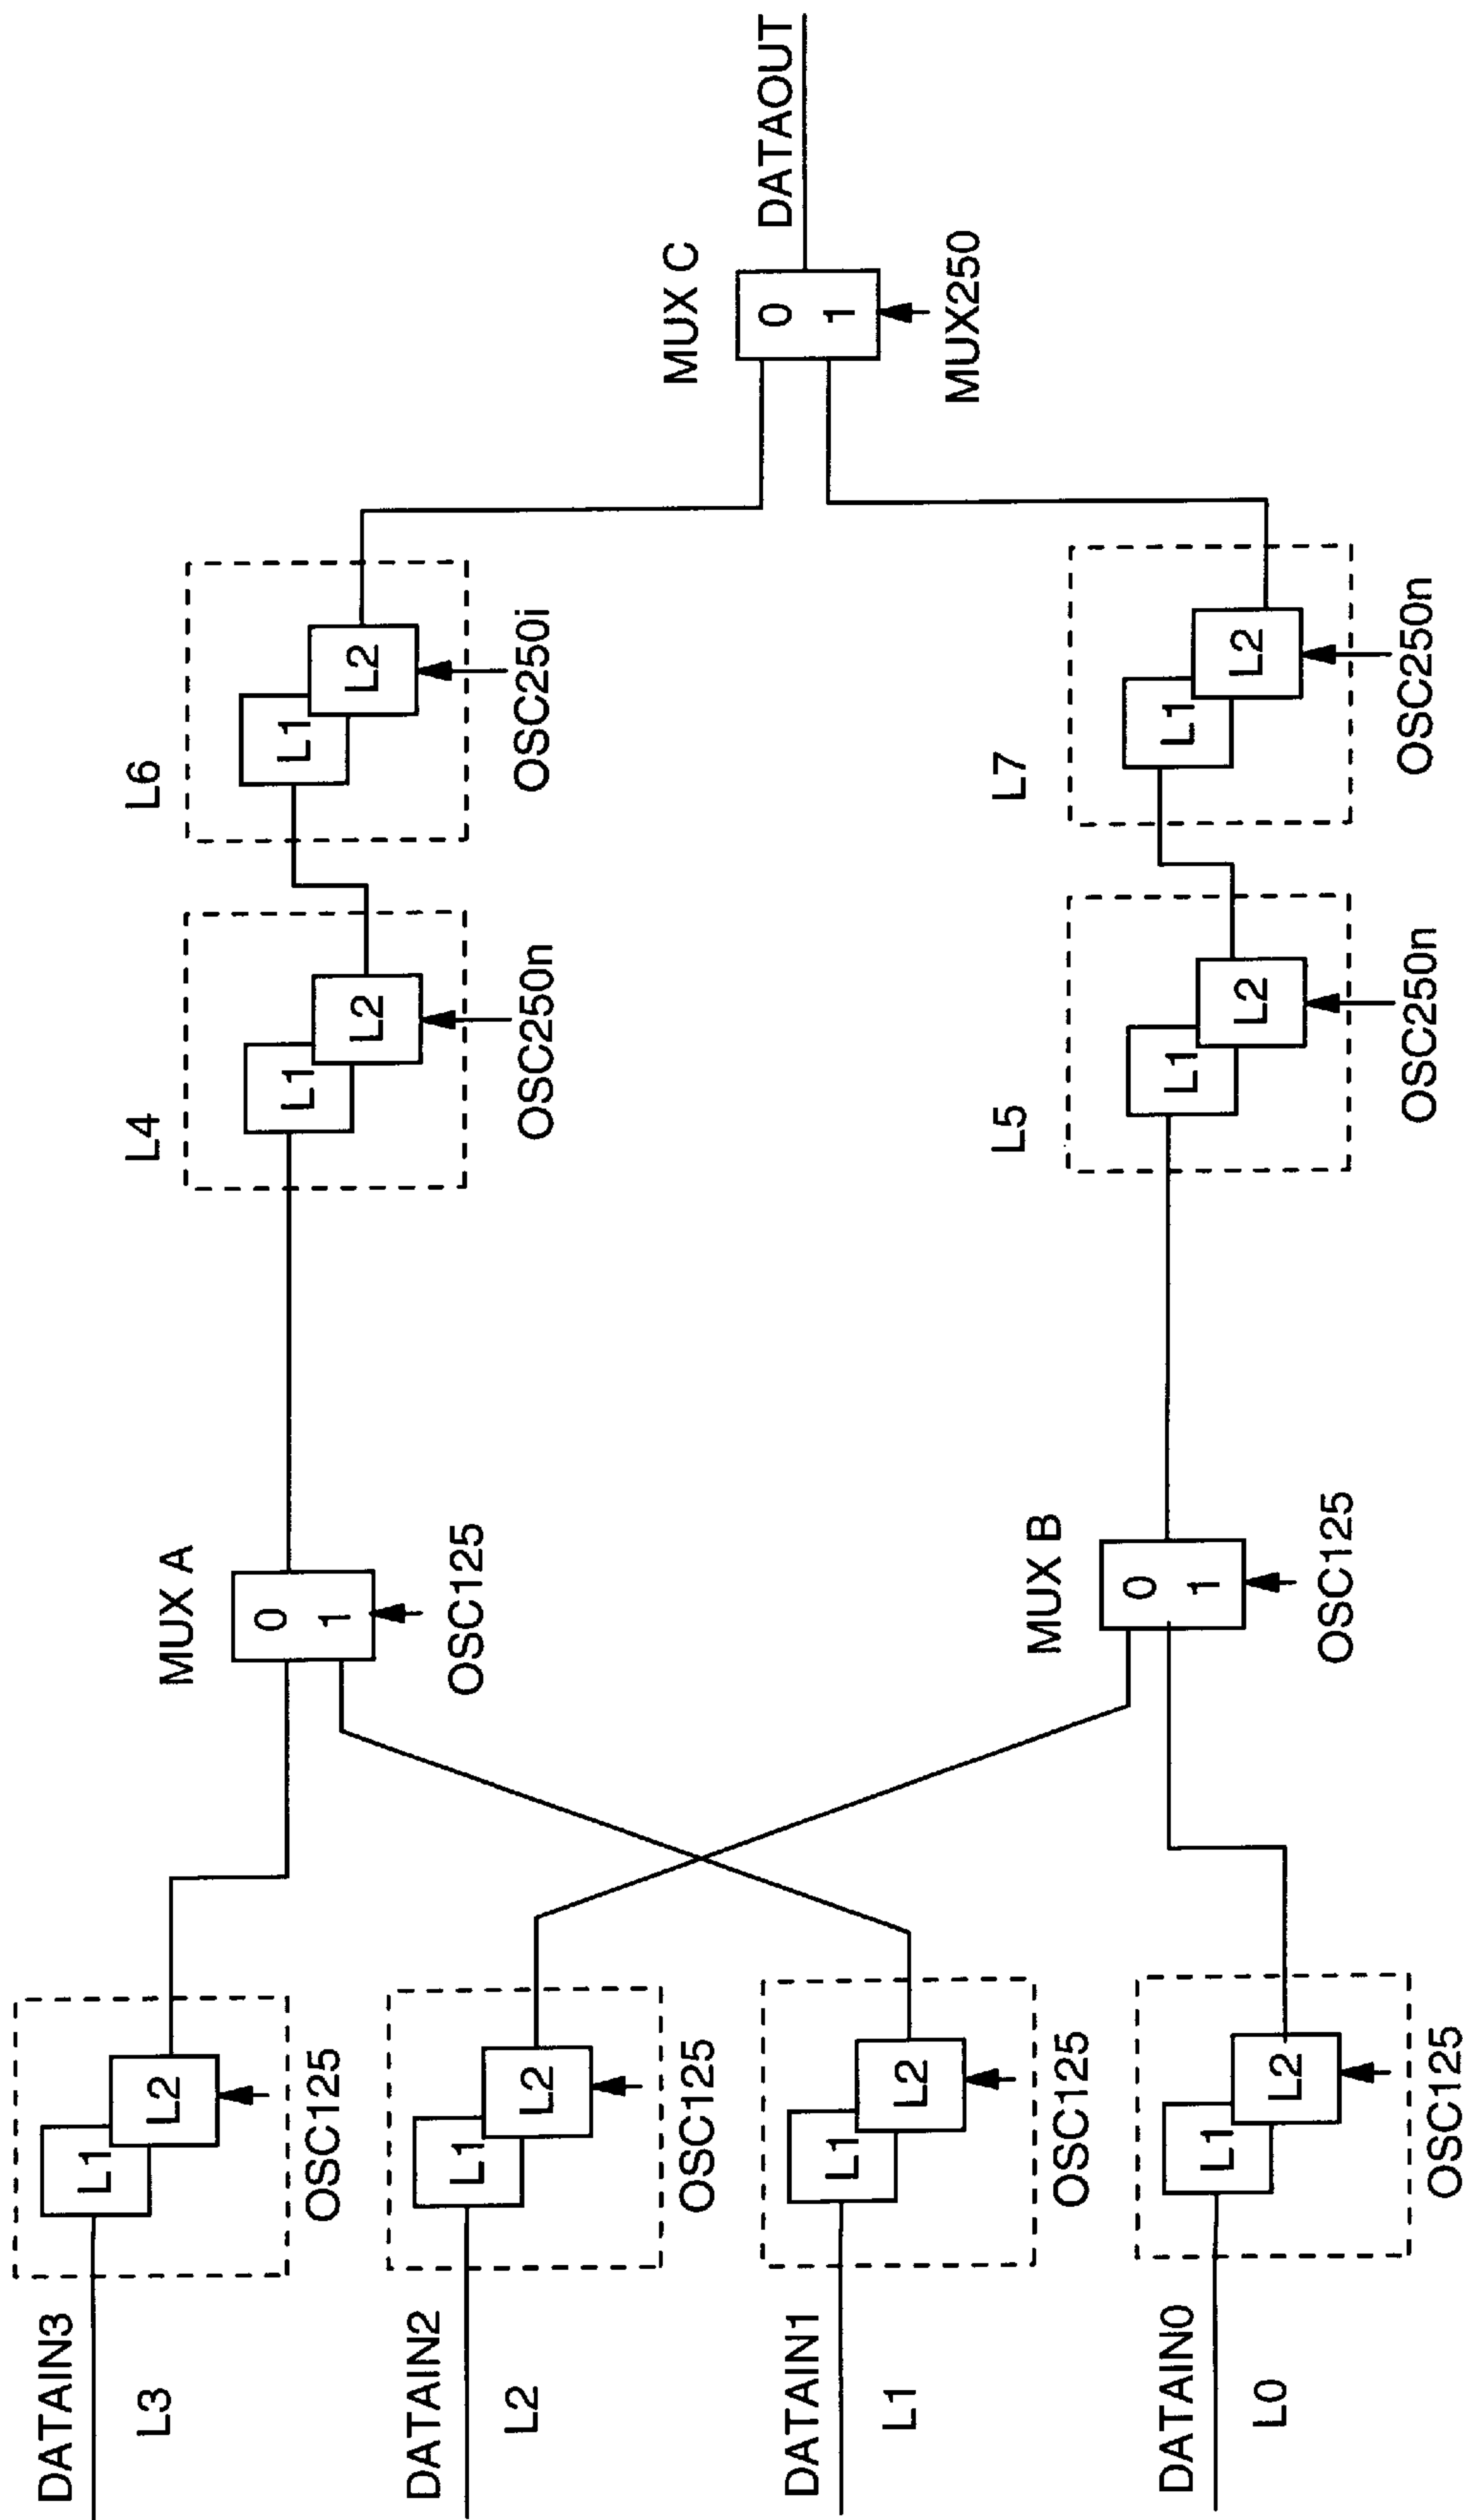 DATAIN3
L3
L1
L2
OSC125
DATAIN2
L2
L1
L2
OSC125
DATAIN1
L1
L1
L2
OSC125
DATAIN0
L0
L1
L2
OSC125
MUX A
0
1
OSC125
MUX B
0
1
OSC125
L4
L1
L2
OSC250n
L5
L1
L2
OSC250n
L6
L1
L2
OSC250i
L7
L1
L2
OSC250n
MUX C
0
1
MUX250
DATAOUT